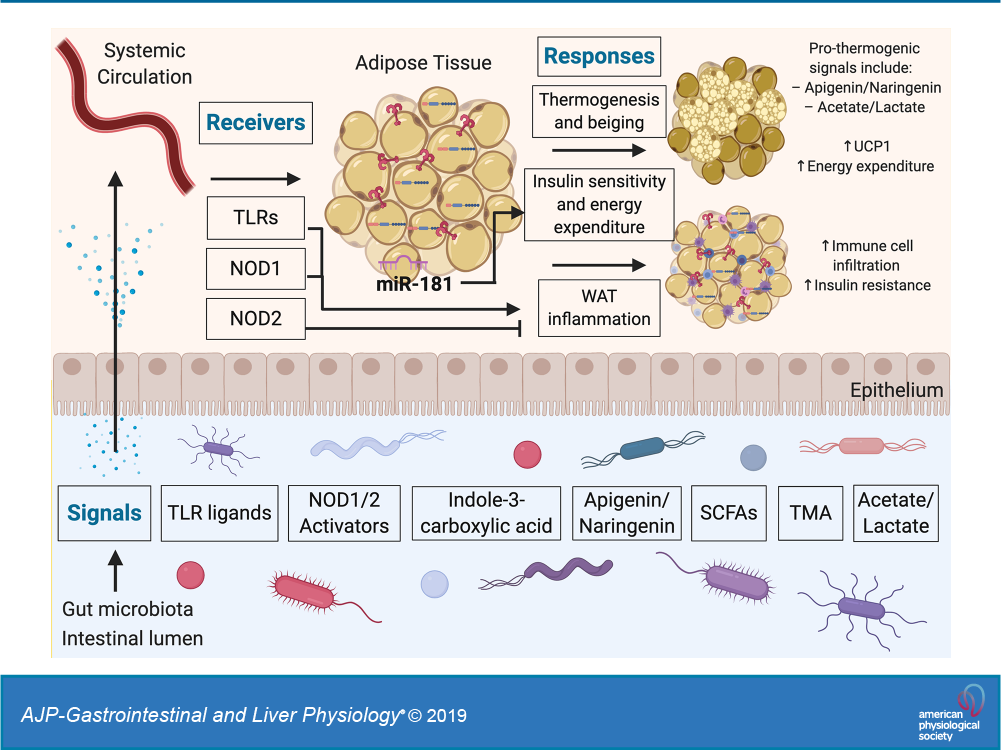 Systemic
Circulation
Adipose Tissue
Receivers
TLRs
NOD1
NOD2
miR-181
Responses
Thermogenesis
and beiging
Insulin sensitivity
and energy
expenditure
WAT
inflammation
Pro-thermogenic
signals include:
– Apigenin/Naringenin
– Acetate/Lactate
↑UCP1
↑Energy expenditure
↑Immune cell
infiltration
↑Insulin resistance
Epithelium
Signals
TLR ligands
NOD1/2
Activators
Indole-3-
carboxylic acid
Apigenin/
Naringenin
SCFAs
TMA
Acetate/
Lactate
Gut microbiota
Intestinal lumen
AJP-Gastrointestinal and Liver Physiology® © 2019
american
physiological
society